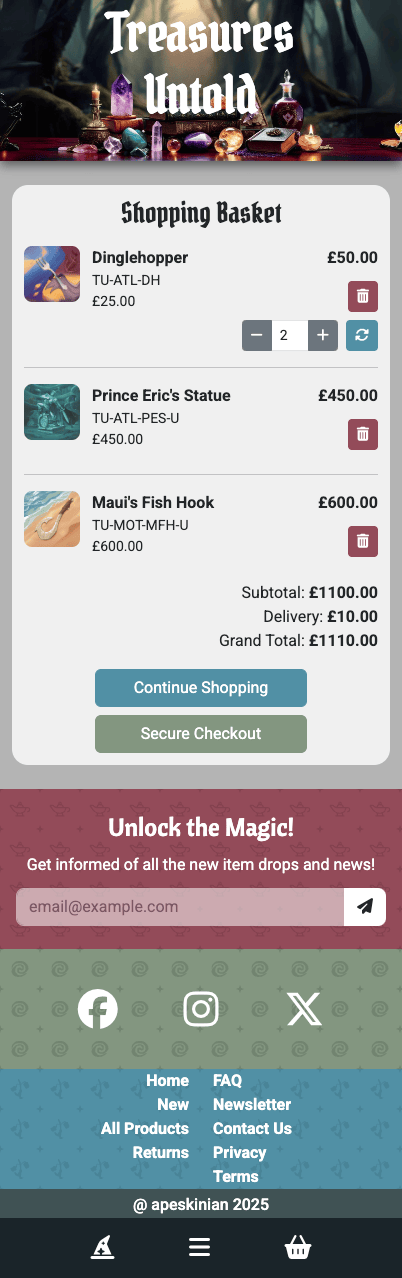 Treasures
Untold
Shopping Basket
Dinglehopper £50.00
TU-ATL-DH
£25.00
2
Prince Eric's Statue £450.00
TU-ATL-PES-U
£450.00
Maui's Fish Hook £600.00
TU-MOT-MFH-U
£600.00
Subtotal: £1100.00
Delivery: £10.00
Grand Total: £1110.00
Continue Shopping
Secure Checkout
Unlock the Magic!
Get informed of all the new item drops and news!
email@example.com
Home FAQ
New Newsletter
All Products Contact Us
Returns Privacy
Terms
@ apeskinian 2025